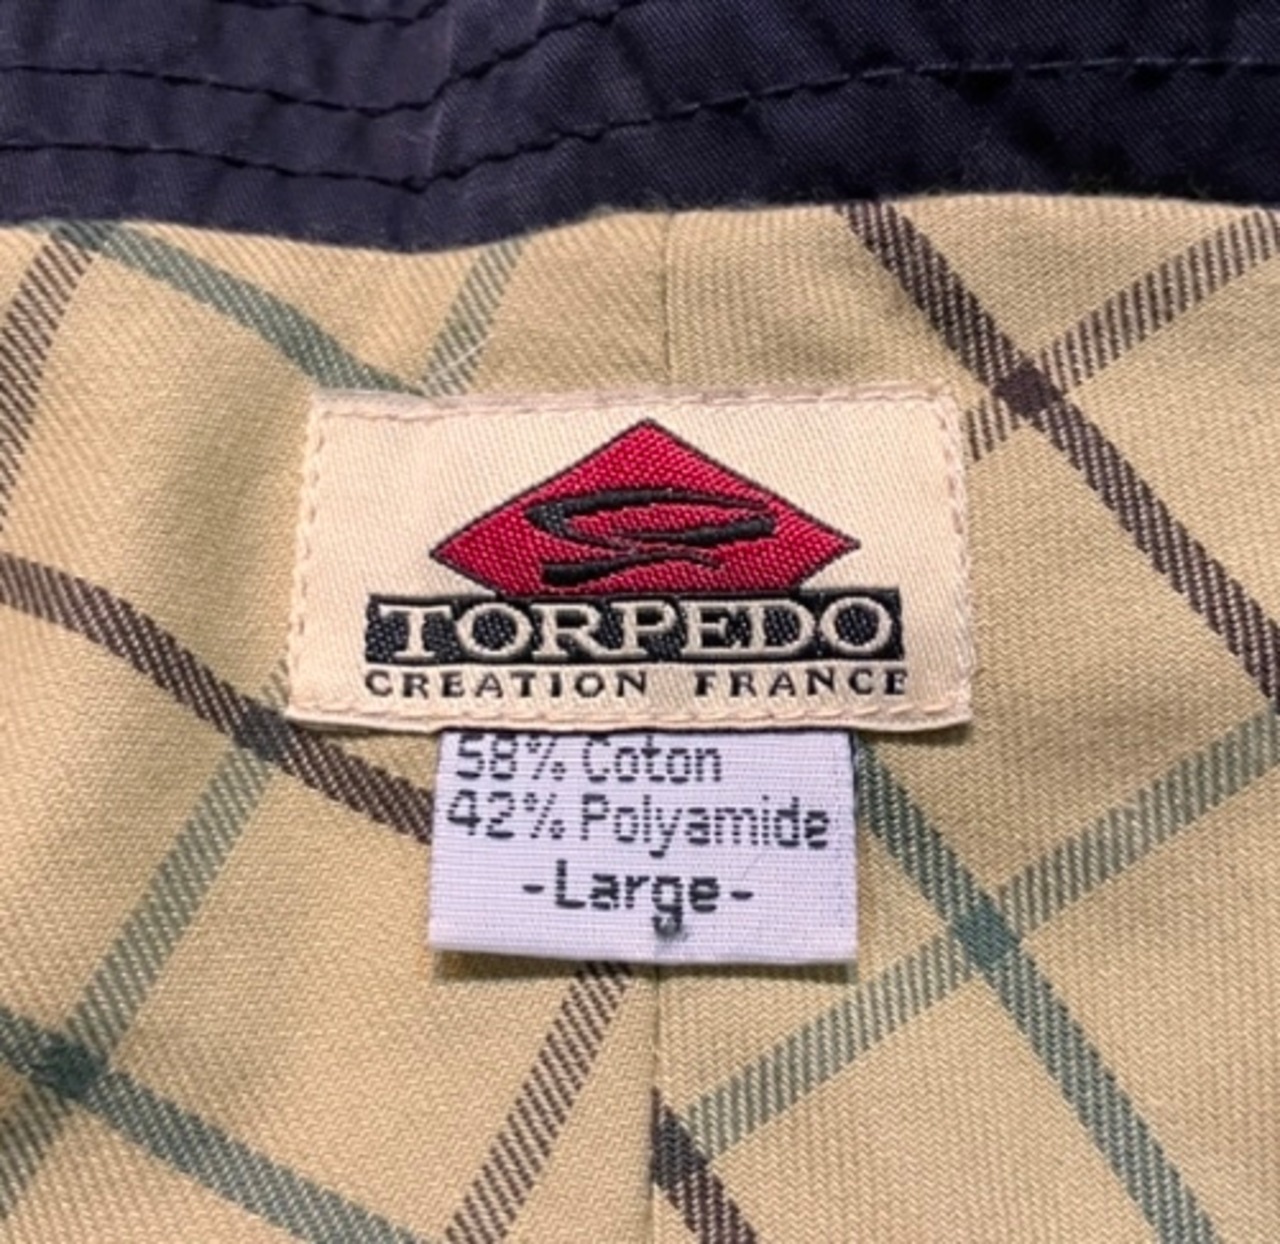 TORPEDO
CREATION FRANCE
58% Coton
42% Polyamide
-Large-